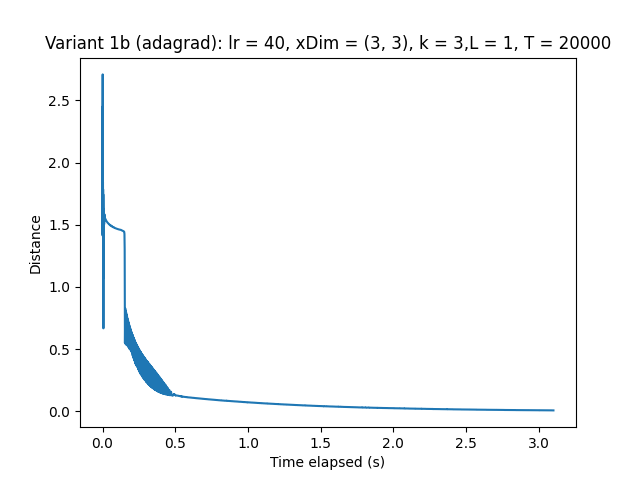 Variant 1b (adagrad): lr = 40, xDim = (3, 3), k = 3,L = 1, T = 20000
Distance
2.5
2.0
1.5
1.0
0.5
0.0
0.0 0.5 1.0 1.5 2.0 2.5 3.0
Time elapsed (s)